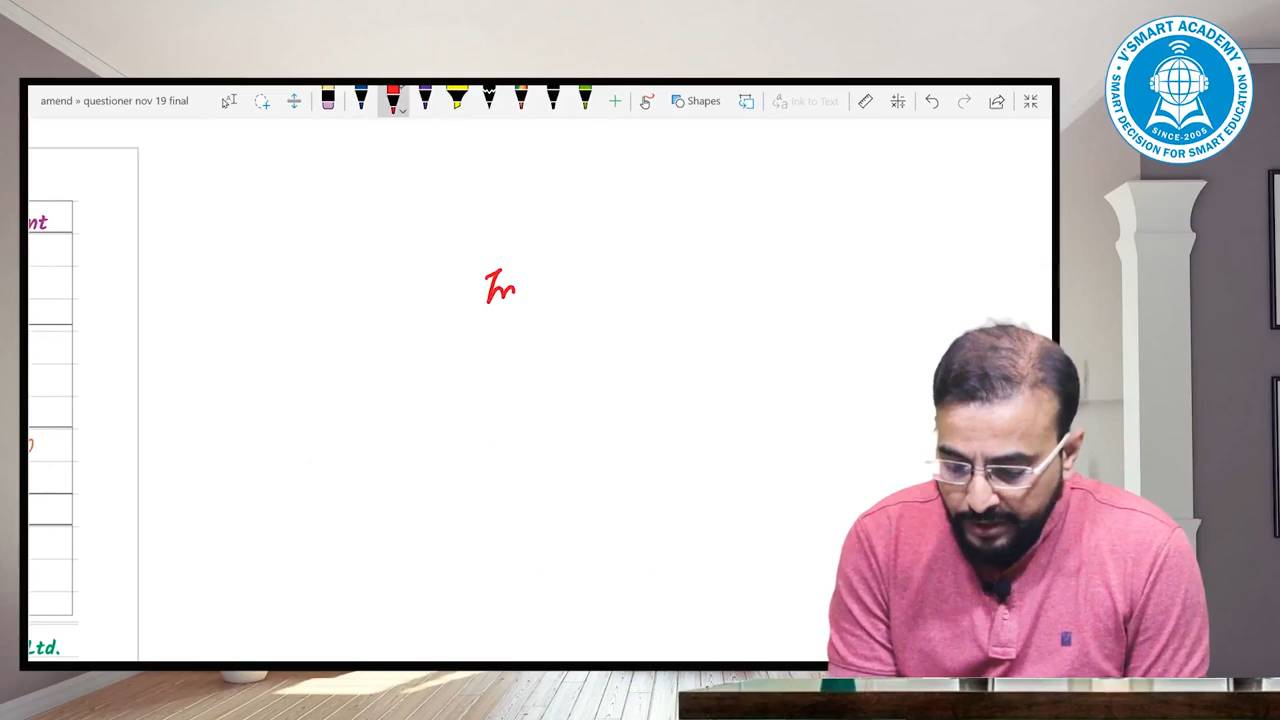 amend » questioner nov 19 final
Shapes
Ink to Text
V'SMART ACADEMY
SINCE-2005
SMART DECISION FOR SMART EDUCATION
nt
In
Ltd.